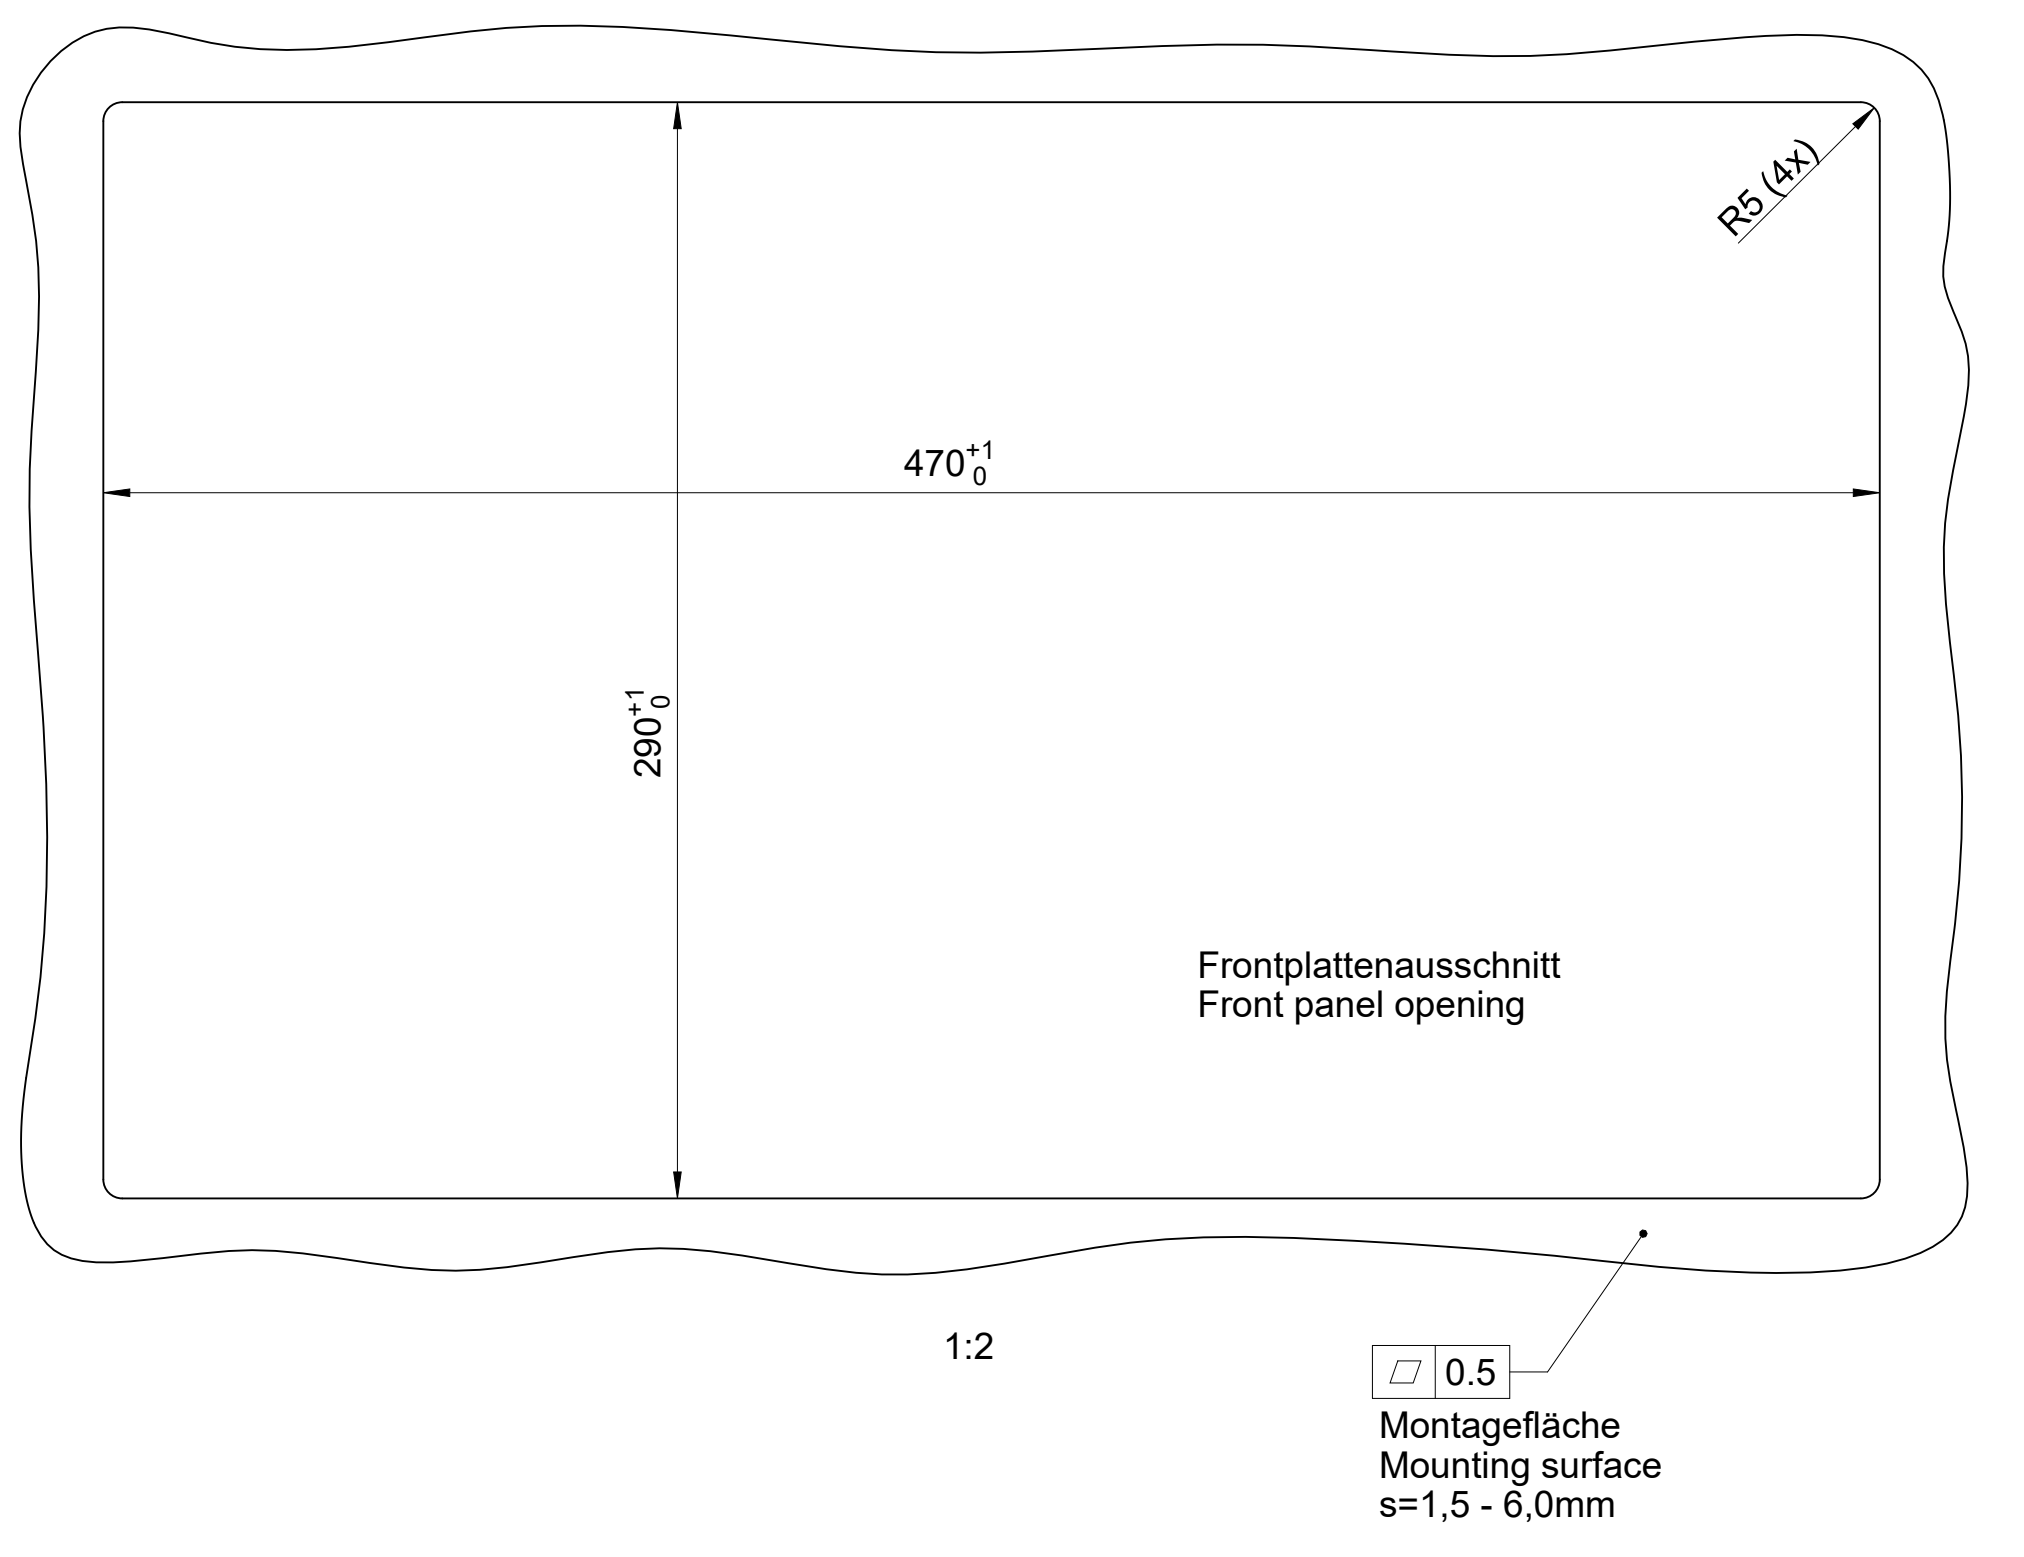 R5 (4x)
470 +1 0
290 +1 0
Frontplattenausschnitt
Front panel opening
1:2
⏥ 0.5
Montagefläche
Mounting surface
s=1,5 - 6,0mm